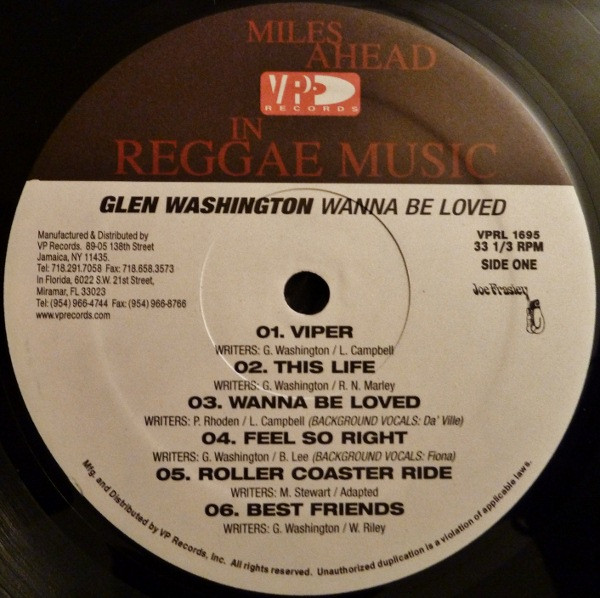 MILES
AHEAD
VP
RECORDS
IN
REGGAE MUSIC
GLEN WASHINGTON WANNA BE LOVED
Manufactured & Distributed by
VP Records. 89-05 138th Street
Jamaica, NY 11435.
Tel: 718.291.7058 Fax: 718.658.3573
In Florida, 6022 S.W. 21st Street,
Miramar, FL 33023
Tel: (954) 966-4744 Fax: (954) 966-8766
www.vprecords.com
VPRL 1695
33 1/3 RPM
SIDE ONE
Joe Frasier
01. VIPER
WRITERS: G. Washington / L. Campbell
02. THIS LIFE
WRITERS: G. Washington / R. N. Marley
03. WANNA BE LOVED
WRITERS: P. Rhoden / L. Campbell (BACKGROUND VOCALS: Da' Ville)
04. FEEL SO RIGHT
WRITERS: G. Washington / B. Lee (BACKGROUND VOCALS: Fiona)
05. ROLLER COASTER RIDE
WRITERS: M. Stewart / Adapted
06. BEST FRIENDS
WRITERS: G. Washington / W. Riley
Mfg. and Distributed by VP Records, Inc. All rights reserved. Unauthorized duplication is a violation of applicable laws.